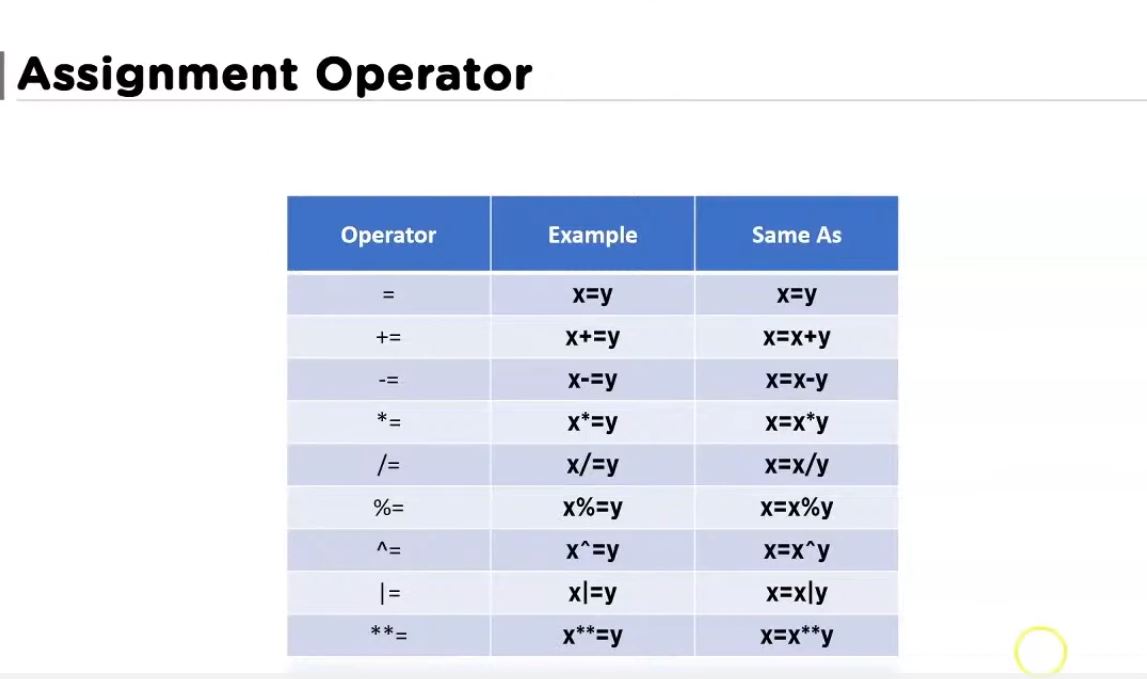 Assignment Operator
Operator Example Same As
= x=y x=y
+= x+=y x=x+y
-= x-=y x=x-y
*= x*=y x=x*y
/= x/=y x=x/y
%= x%=y x=x%y
^= x^=y x=x^y
|= x|=y x=x|y
**= x**=y x=x**y